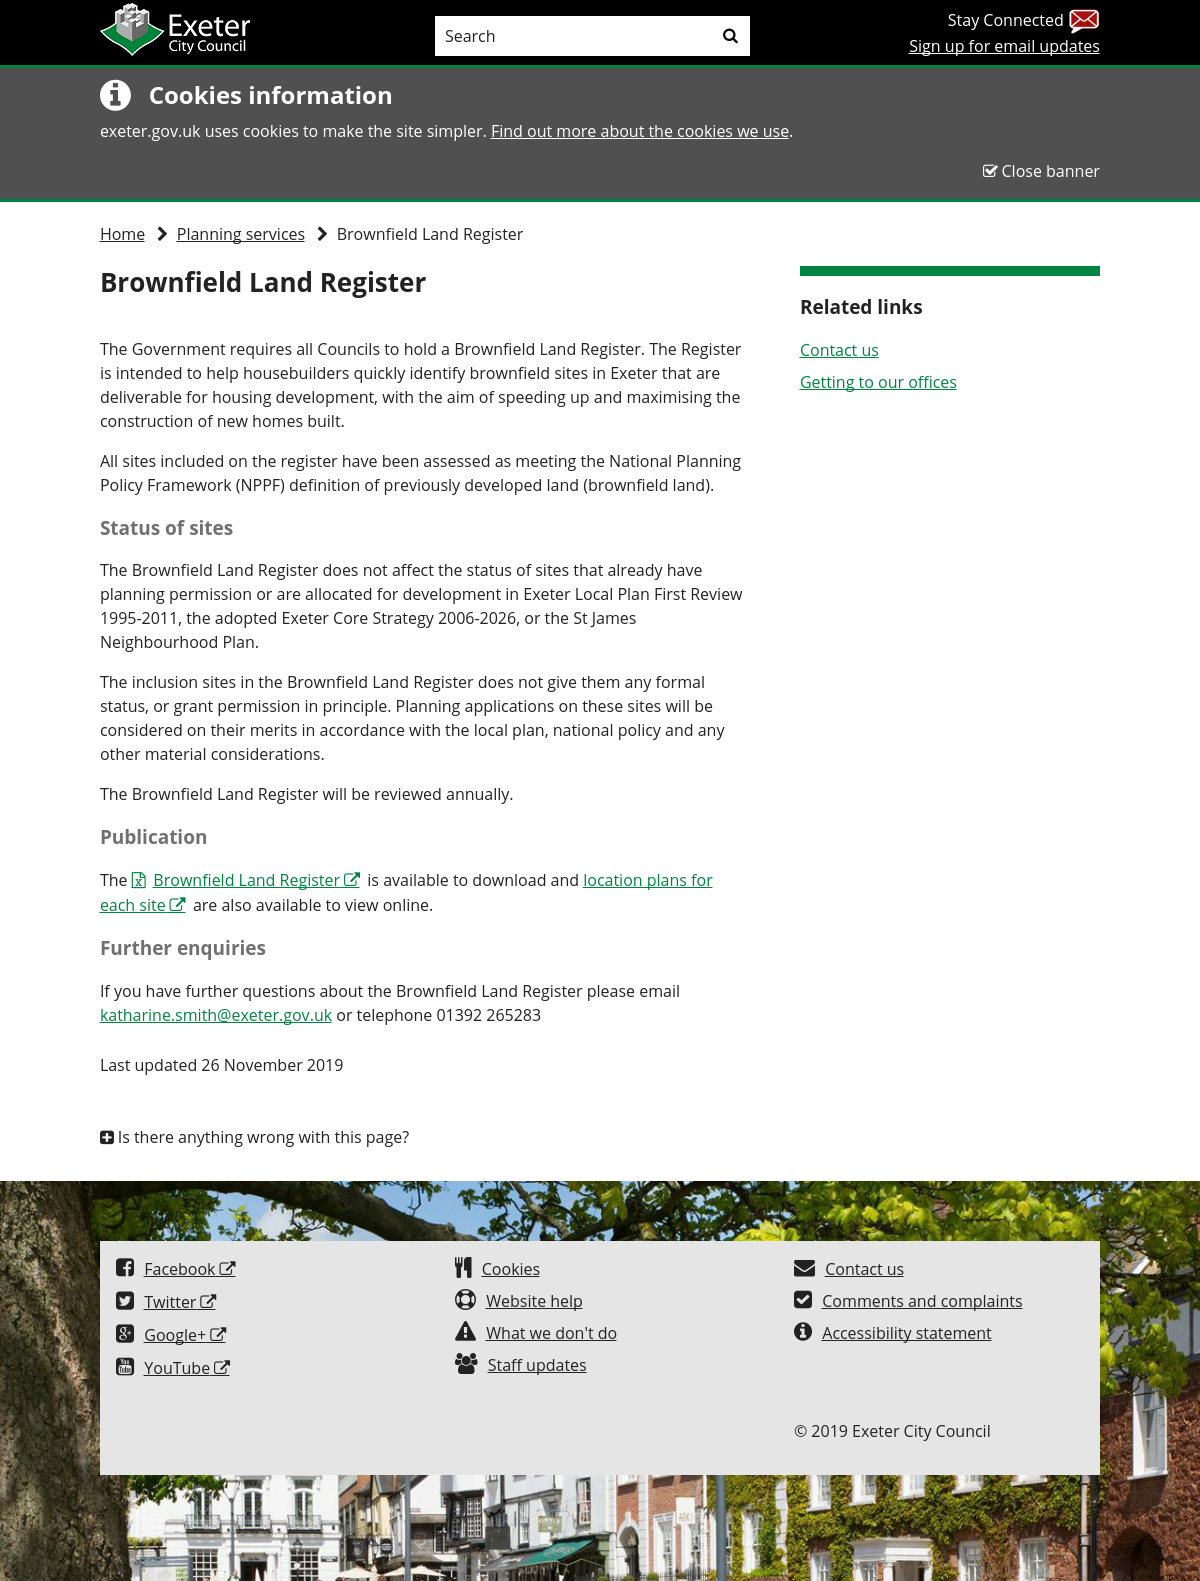 Exeter
City Council
Search
Stay Connected
Sign up for email updates
Cookies information
exeter.gov.uk uses cookies to make the site simpler. Find out more about the cookies we use.
Close banner
Home Planning services Brownfield Land Register
Brownfield Land Register
The Government requires all Councils to hold a Brownfield Land Register. The Register
is intended to help housebuilders quickly identify brownfield sites in Exeter that are
deliverable for housing development, with the aim of speeding up and maximising the
construction of new homes built.
All sites included on the register have been assessed as meeting the National Planning
Policy Framework (NPPF) definition of previously developed land (brownfield land).
Status of sites
The Brownfield Land Register does not affect the status of sites that already have
planning permission or are allocated for development in Exeter Local Plan First Review
1995-2011, the adopted Exeter Core Strategy 2006-2026, or the St James
Neighbourhood Plan.
The inclusion sites in the Brownfield Land Register does not give them any formal
status, or grant permission in principle. Planning applications on these sites will be
considered on their merits in accordance with the local plan, national policy and any
other material considerations.
The Brownfield Land Register will be reviewed annually.
Publication
The Brownfield Land Register is available to download and location plans for
each site are also available to view online.
Further enquiries
If you have further questions about the Brownfield Land Register please email
katharine.smith@exeter.gov.uk or telephone 01392 265283
Last updated 26 November 2019
Is there anything wrong with this page?
Related links
Contact us
Getting to our offices
Facebook
Twitter
Google+
YouTube
Cookies
Website help
What we don't do
Staff updates
Contact us
Comments and complaints
Accessibility statement
© 2019 Exeter City Council